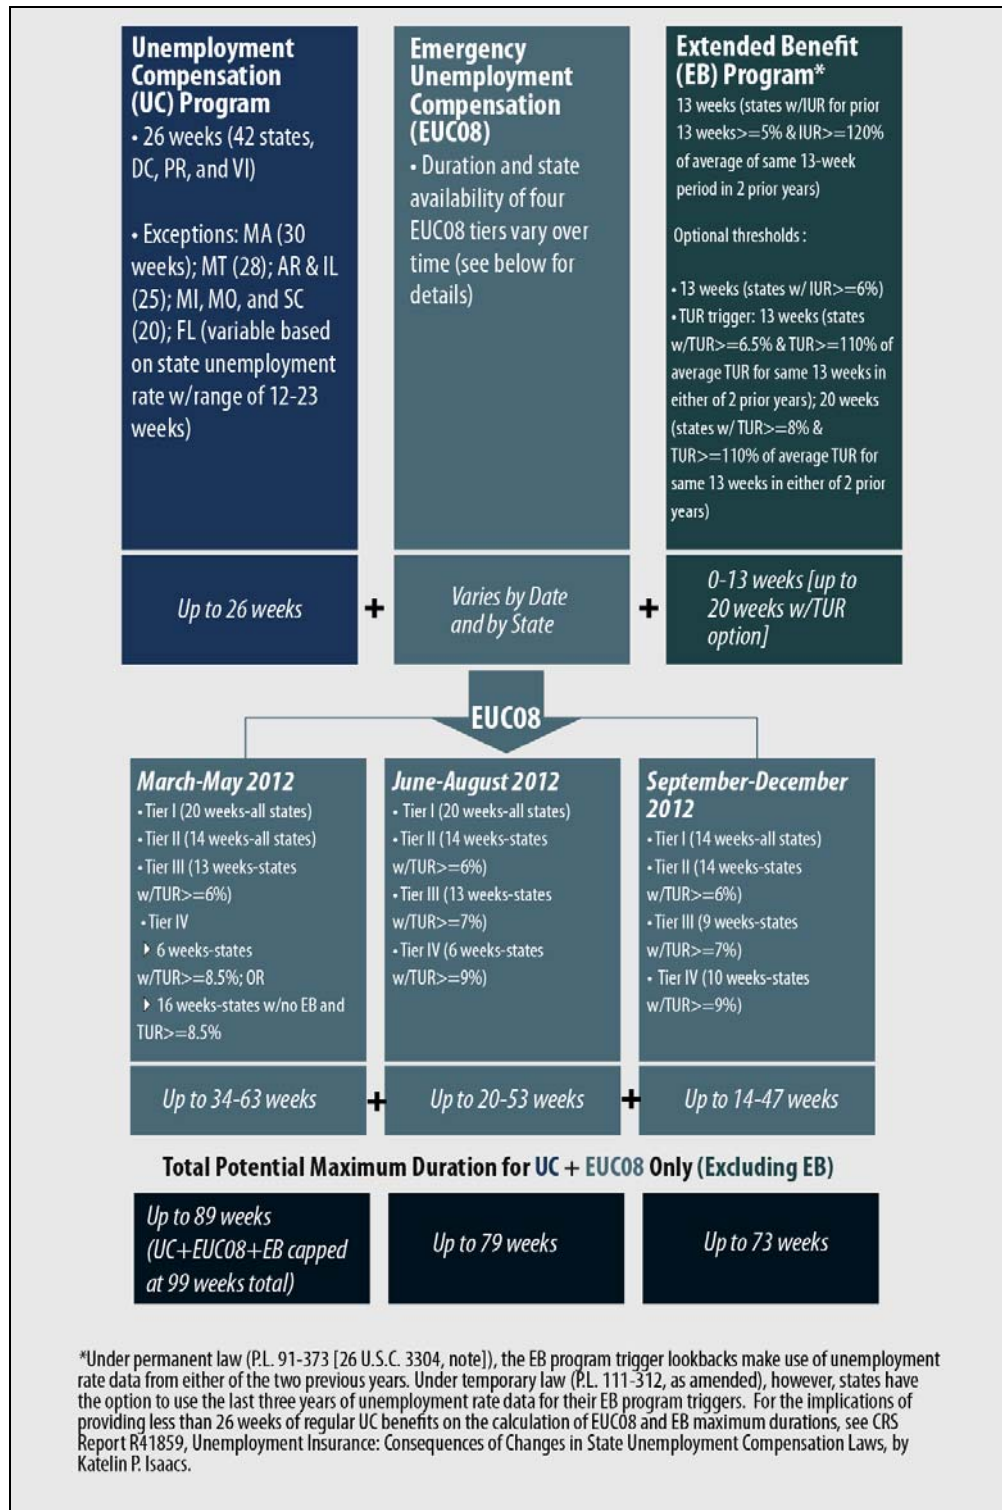 Unemployment
Compensation
(UC) Program
• 26 weeks (42 states,
DC, PR, and VI)
• Exceptions: MA (30
weeks); MT (28); AR & IL
(25); MI, MO, and SC
(20); FL (variable based
on state unemployment
rate w/range of 12-23
weeks)
Emergency
Unemployment
Compensation
(EUC08)
• Duration and state
availability of four
EUC08 tiers vary over
time (see below for
details)
Extended Benefit
(EB) Program*
13 weeks (states w/IUR for prior
13 weeks>=5% & IUR>=120%
of average of same 13-week
period in 2 prior years)
Optional thresholds :
• 13 weeks (states w/ IUR>=6%)
• TUR trigger: 13 weeks (states
w/TUR>=6.5% & TUR>=110% of
average TUR for same 13 weeks in
either of 2 prior years); 20 weeks
(states w/ TUR>=8% &
TUR>=110% of average TUR for
same 13 weeks in either of 2 prior
years)
Up to 26 weeks
+
Varies by Date
and by State
+
0-13 weeks [up to
20 weeks w/TUR
option]
EUC08
March-May 2012
• Tier I (20 weeks-all states)
• Tier II (14 weeks-all states)
• Tier III (13 weeks-states
w/TUR>=6%)
• Tier IV
6 weeks-states
w/TUR>=8.5%; OR
16 weeks-states w/no EB and
TUR>=8.5%
June-August 2012
• Tier I (20 weeks-all states)
• Tier II (14 weeks-states
w/TUR>=6%)
• Tier III (13 weeks-states
w/TUR>=7%)
• Tier IV (6 weeks-states
w/TUR>=9%)
September-December
2012
• Tier I (14 weeks-all states)
• Tier II (14 weeks-states
w/TUR>=6%)
• Tier III (9 weeks-states
w/TUR>=7%)
• Tier IV (10 weeks-states
w/TUR>=9%)
Up to 34-63 weeks
+
Up to 20-53 weeks
+
Up to 14-47 weeks
Total Potential Maximum Duration for UC + EUC08 Only (Excluding EB)
Up to 89 weeks
(UC+EUC08+EB capped
at 99 weeks total)
Up to 79 weeks
Up to 73 weeks
*Under permanent law (P.L. 91-373 [26 U.S.C. 3304, note]), the EB program trigger lookbacks make use of unemployment
rate data from either of the two previous years. Under temporary law (P.L. 111-312, as amended), however, states have
the option to use the last three years of unemployment rate data for their EB program triggers. For the implications of
providing less than 26 weeks of regular UC benefits on the calculation of EUC08 and EB maximum durations, see CRS
Report R41859, Unemployment Insurance: Consequences of Changes in State Unemployment Compensation Laws, by
Katelin P. Isaacs.